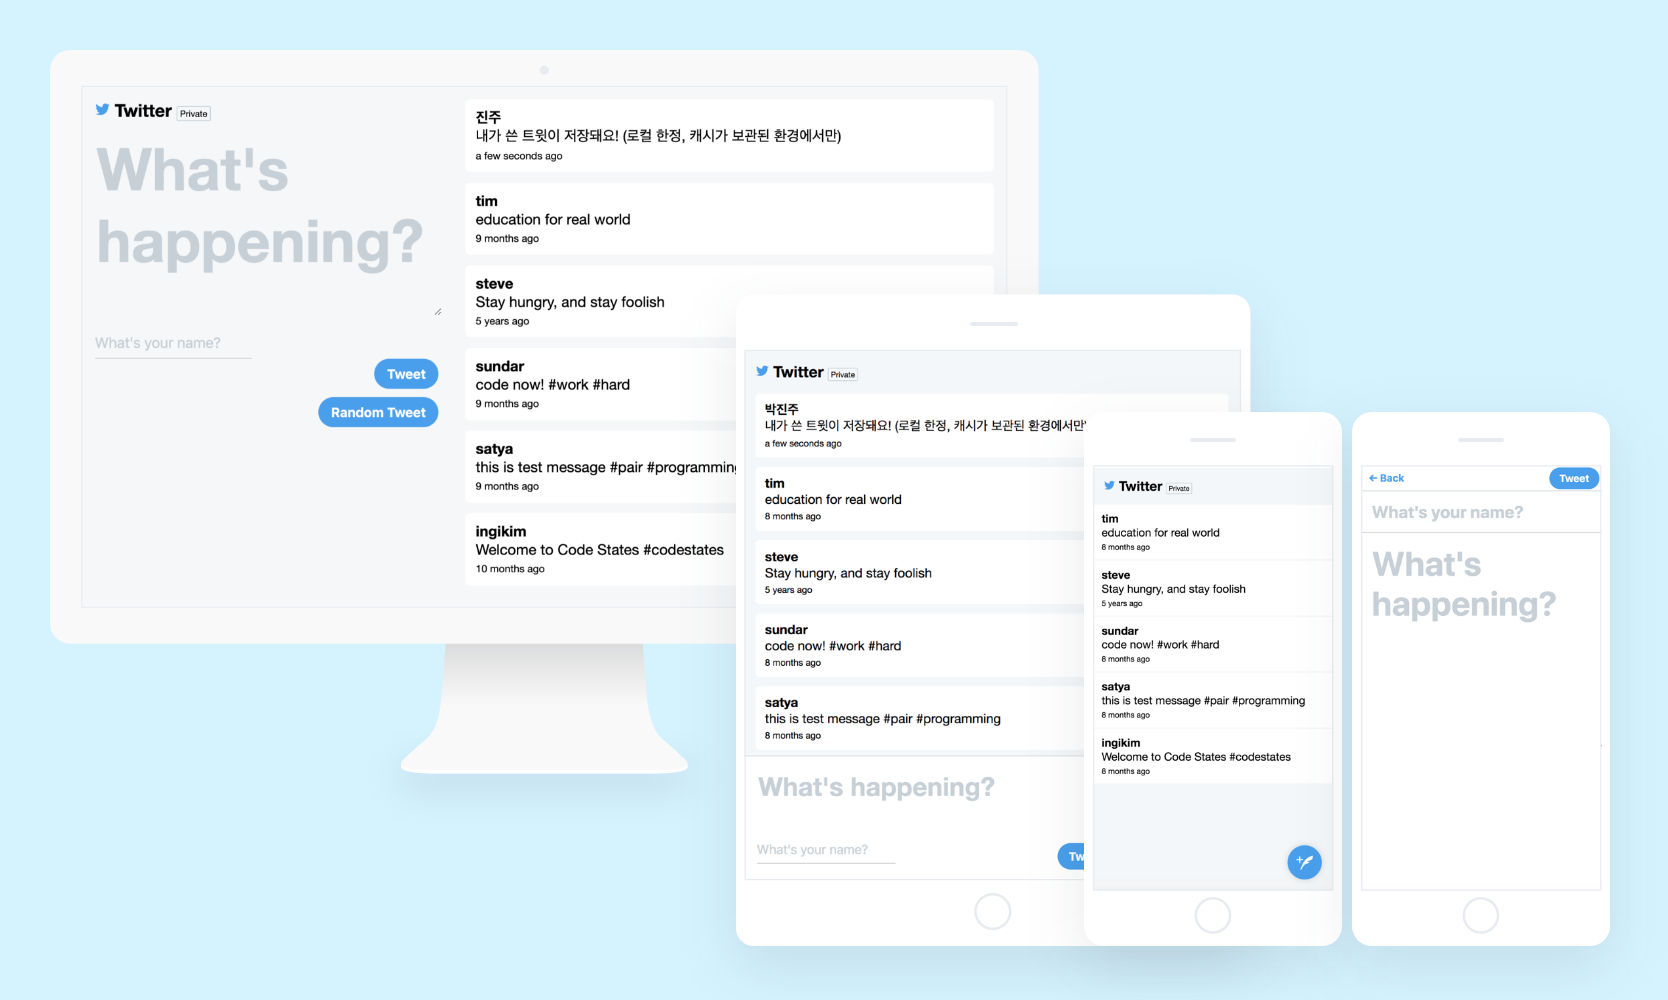 Twitter Private
What's
happening?
What's your name?
Tweet
Random Tweet
진주
내가 쓴 트윗이 저장돼요! (로컬 한정, 캐시가 보관된 환경에서만)
a few seconds ago
tim
education for real world
9 months ago
steve
Stay hungry, and stay foolish
5 years ago
sundar
code now! #work #hard
9 months ago
satya
this is test message #pair #programming
9 months ago
ingikim
Welcome to Code States #codestates
10 months ago
Twitter Private
박진주
내가 쓴 트윗이 저장돼요! (로컬 한정, 캐시가 보관된 환경에서만
a few seconds ago
tim
education for real world
8 months ago
steve
Stay hungry, and stay foolish
5 years ago
sundar
code now! #work #hard
8 months ago
satya
this is test message #pair #programming
8 months ago
What's happening?
What's your name?
Tw
Twitter Private
tim
education for real world
8 months ago
steve
Stay hungry, and stay foolish
5 years ago
sundar
code now! #work #hard
8 months ago
satya
this is test message #pair #programming
8 months ago
ingikim
Welcome to Code States #codestates
8 months ago
← Back
Tweet
What's your name?
What's
happening?